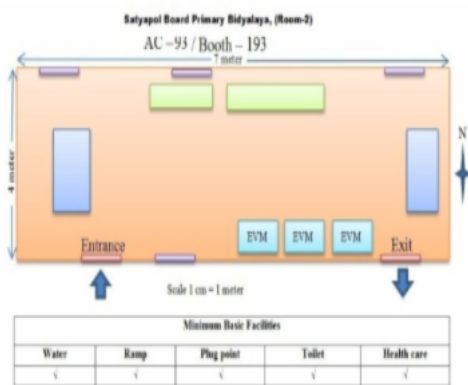 Satyapol Board Primary Bidyalaya, (Room-2)
AC -93 / Booth – 193
7 meter
4 meter
N
EVM EVM EVM
Entrance Exit
Scale 1 cm = 1 meter
Minimum Basic Facilities
Water Ramp Plug point Toilet Health care
√ √ √ √ √